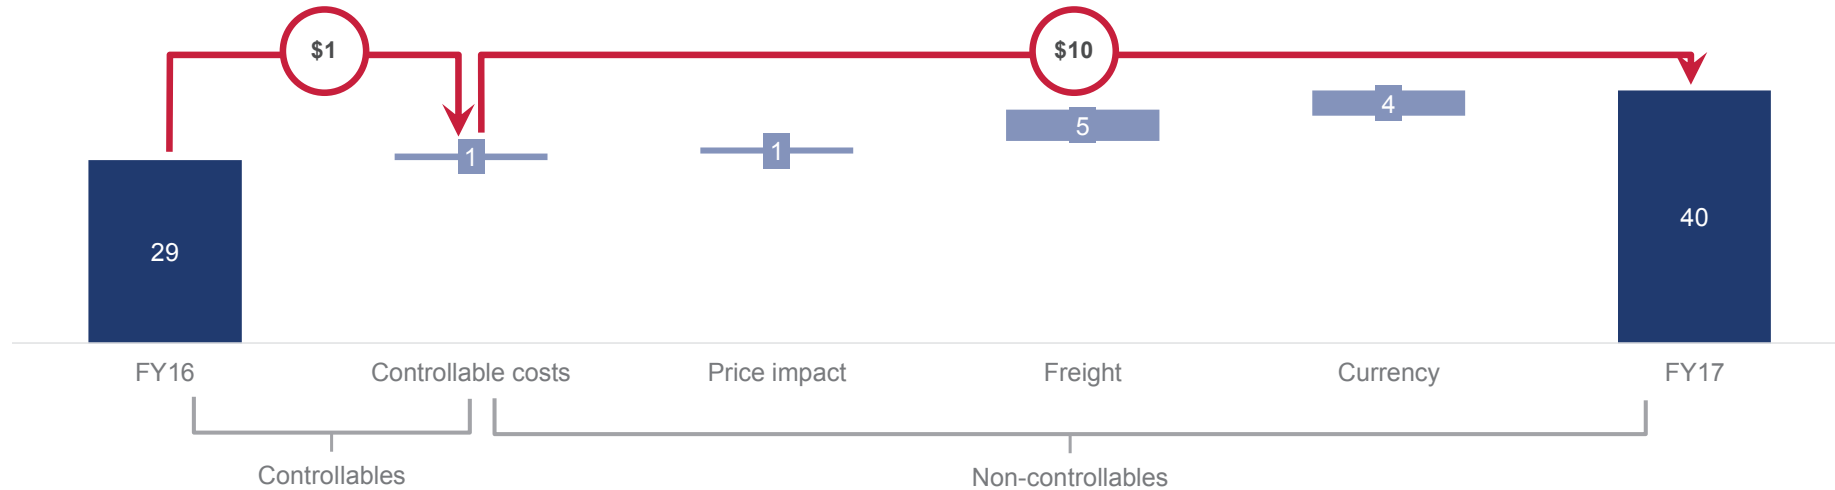 $1
$10
29
1
1
5
4
40
FY16
Controllable costs
Price impact
Freight
Currency
FY17
Controllables
Non-controllables